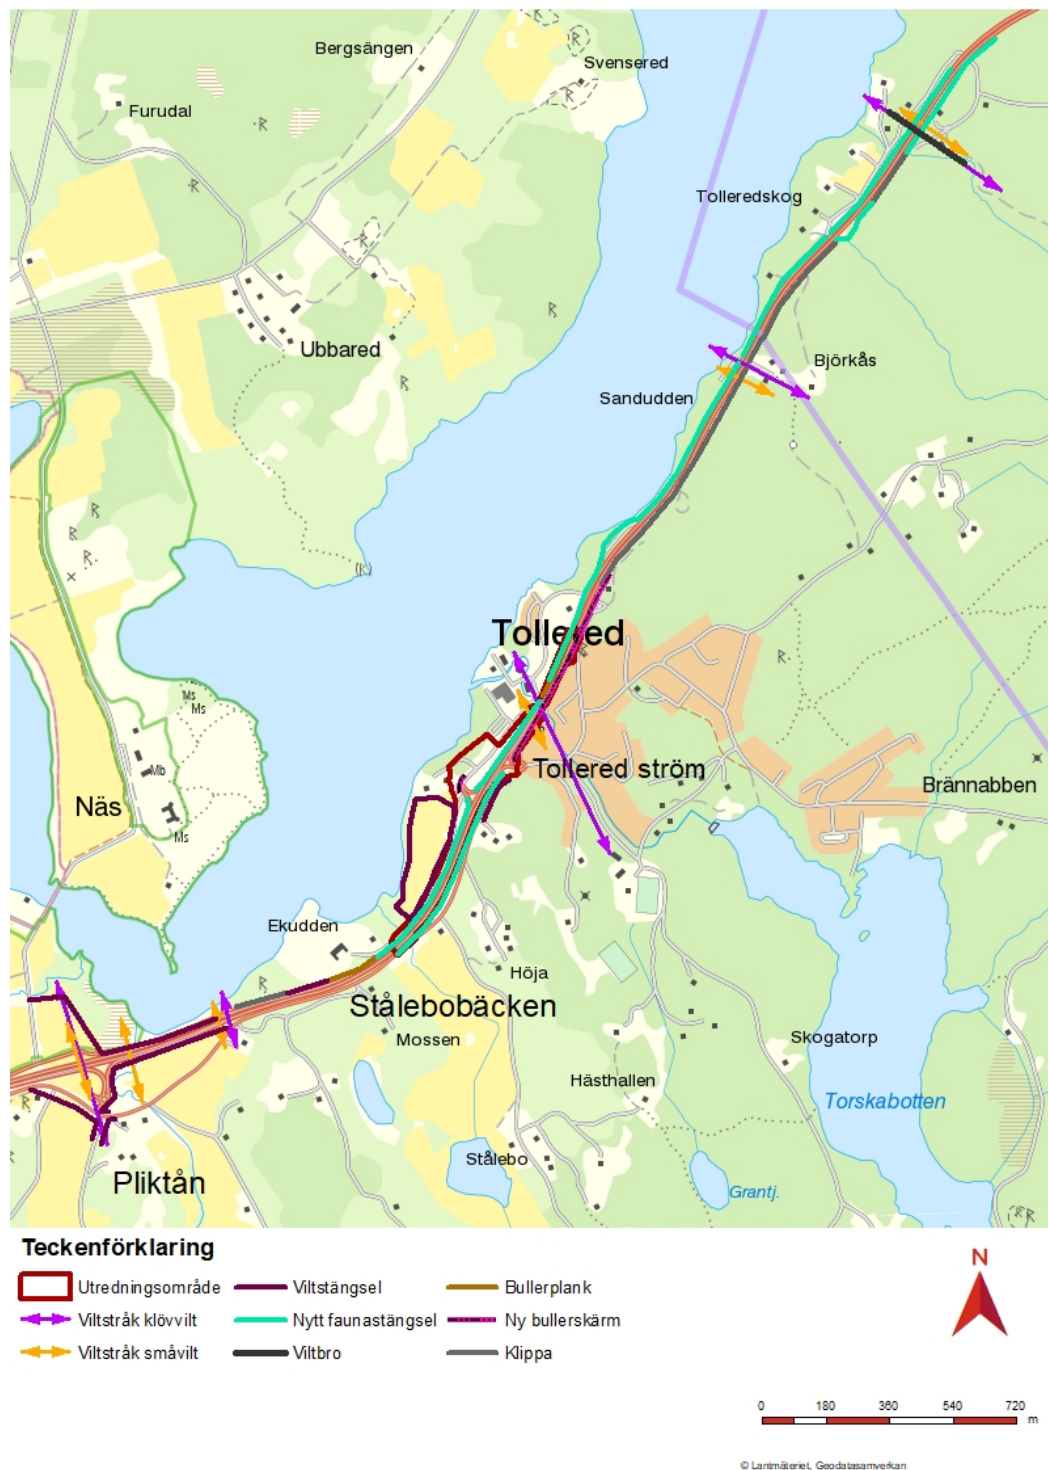 Bergsängen
Svensered
Furudal
R
R
R
R
Tolleredskog
R
R
Ubbared
Björkås
R
Sandudden
R
R
R
R
(R)
Tollered
R
R
Ms
Ms
Mb
Tollered ström
Brännabben
Näs
Ms
Ekudden
Höja
R
Stålebobäcken
Mossen
Skogatorp
Hästhallen
R
Torskabotten
Stålebo
Pliktån
Grantj.
Teckenförklaring
Utredningsområde Viltstängsel Bullerplank
Viltstråk klövvilt Nytt faunastängsel Ny bullerskärm
Viltstråk småvilt Viltbro Klippa
N
0 180 360 540 720
m
© Lantmäteriet, Geodatasamverkan